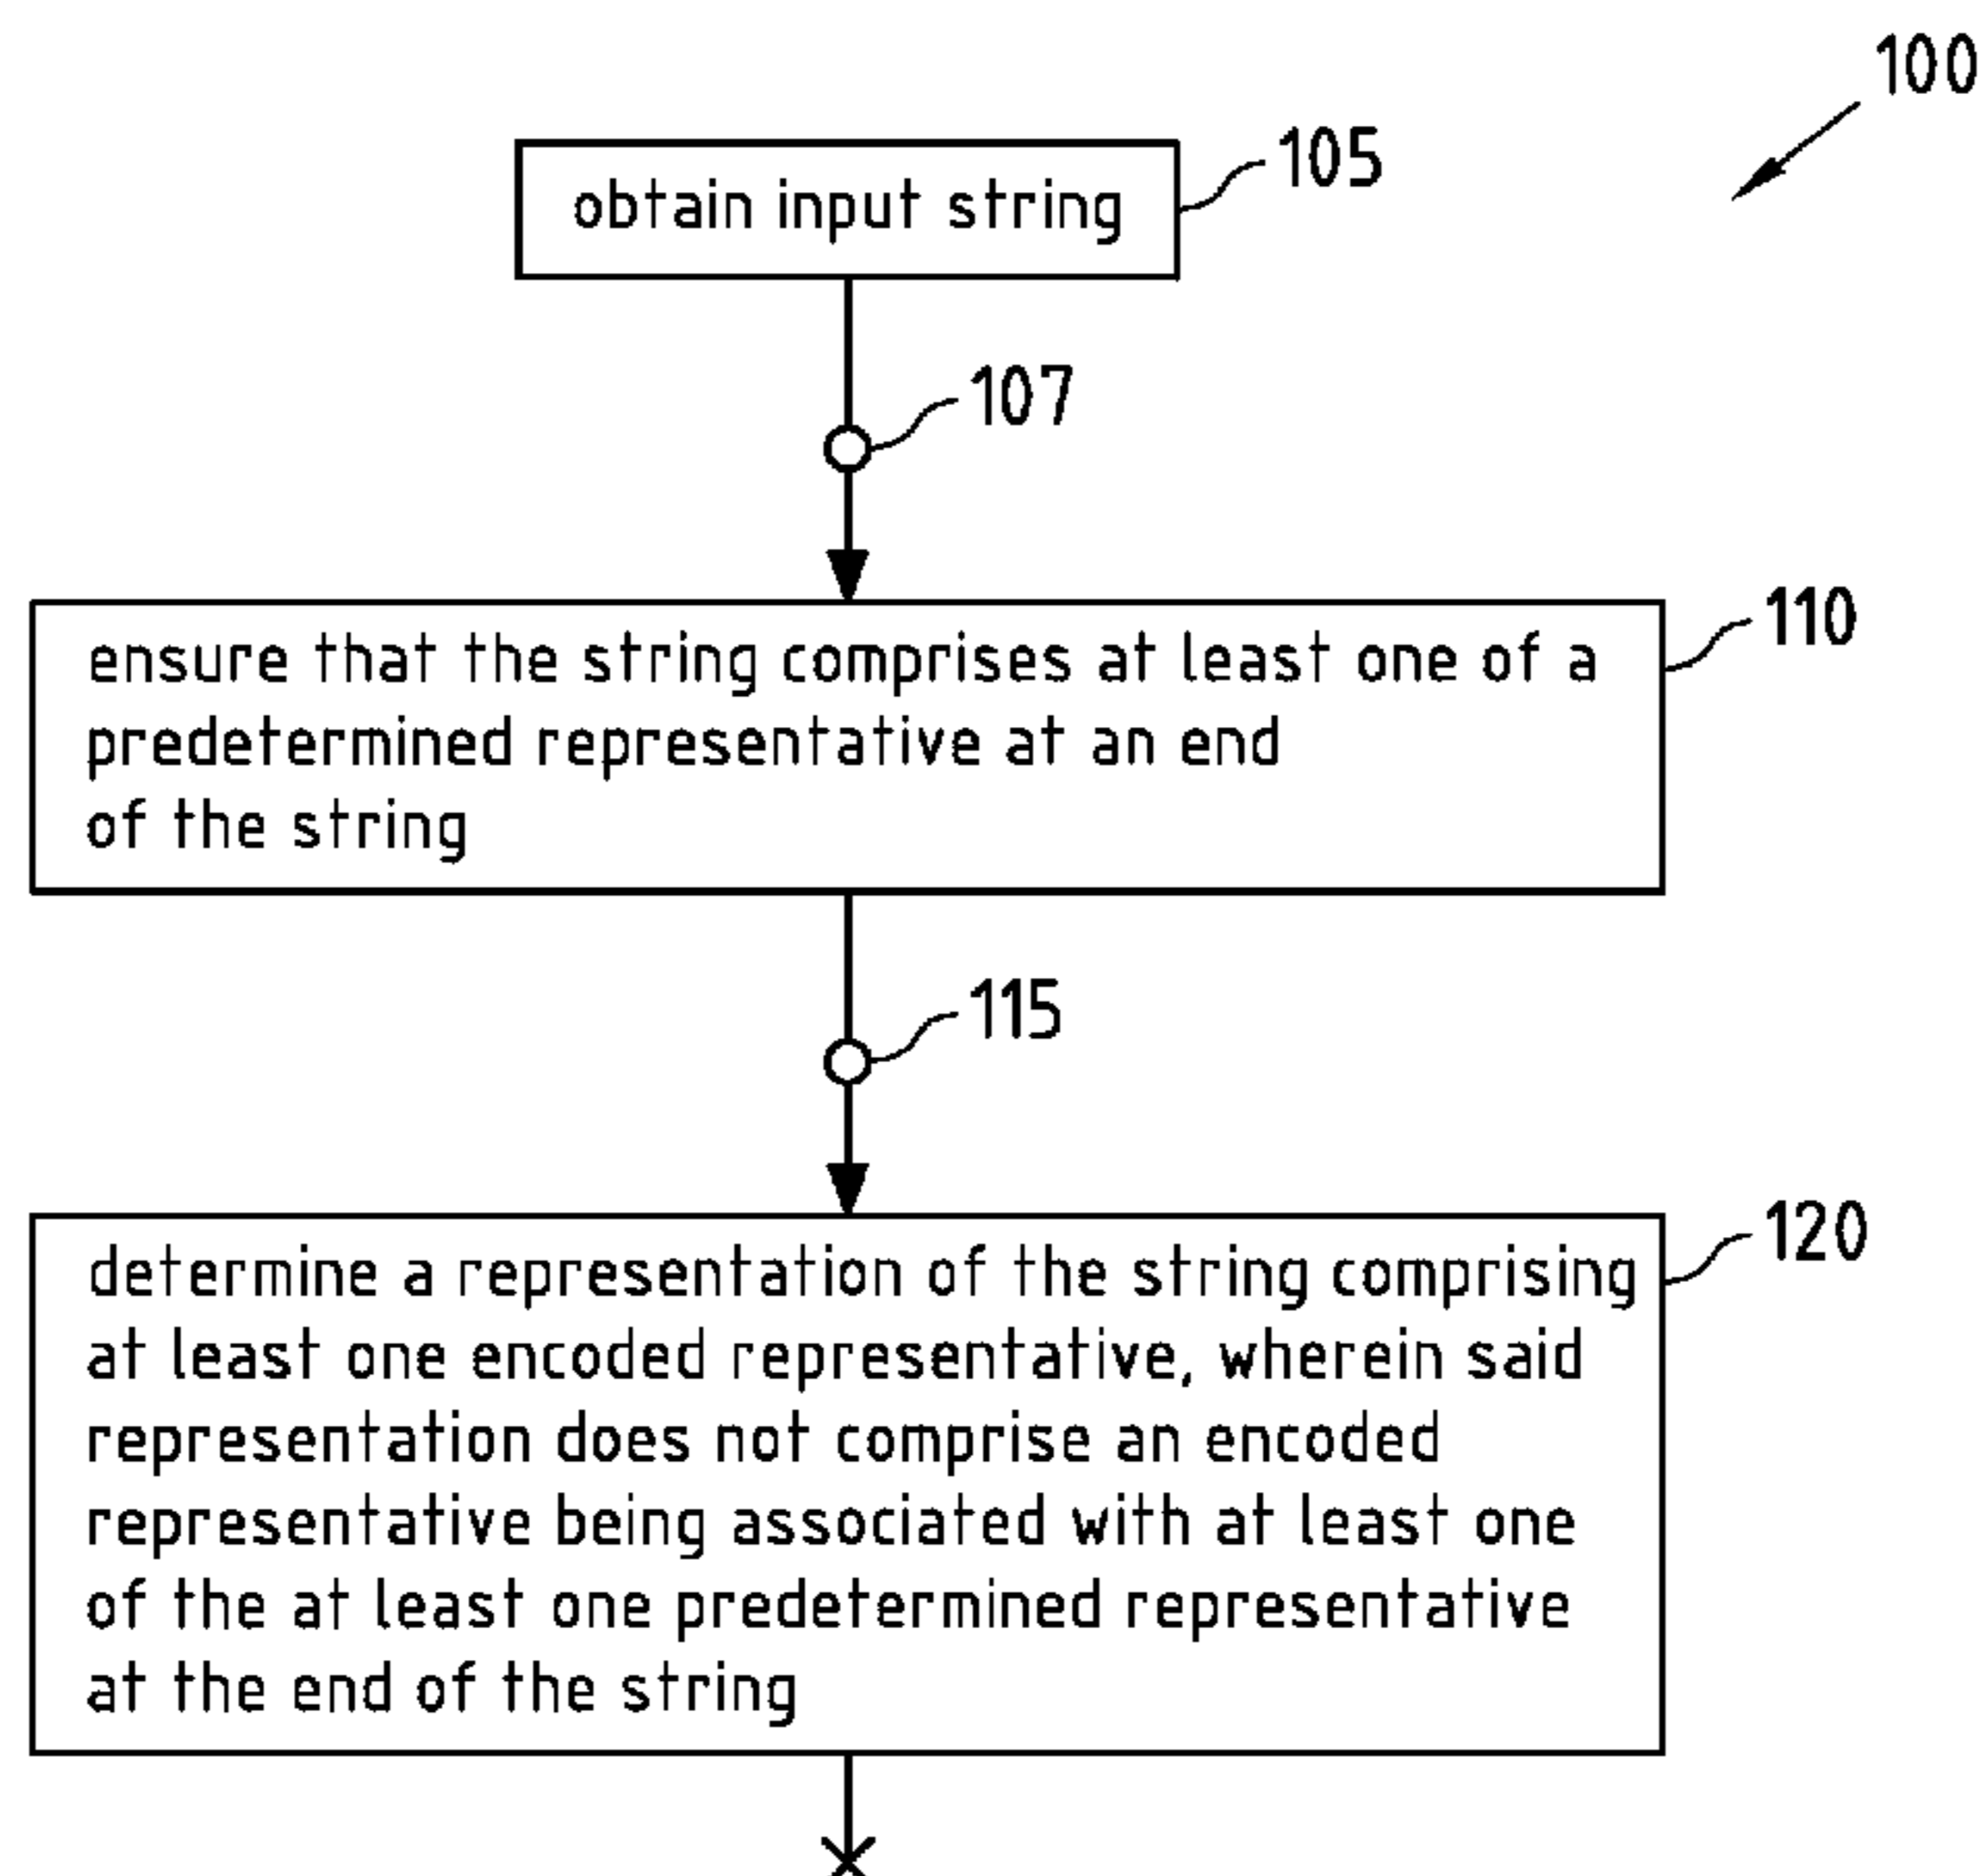 100
obtain input string
105
107
ensure that the string comprises at least one of a
predetermined representative at an end
of the string
110
115
determine a representation of the string comprising
at least one encoded representative, wherein said
representation does not comprise an encoded
representative being associated with at least one
of the at least one predetermined representative
at the end of the string
120